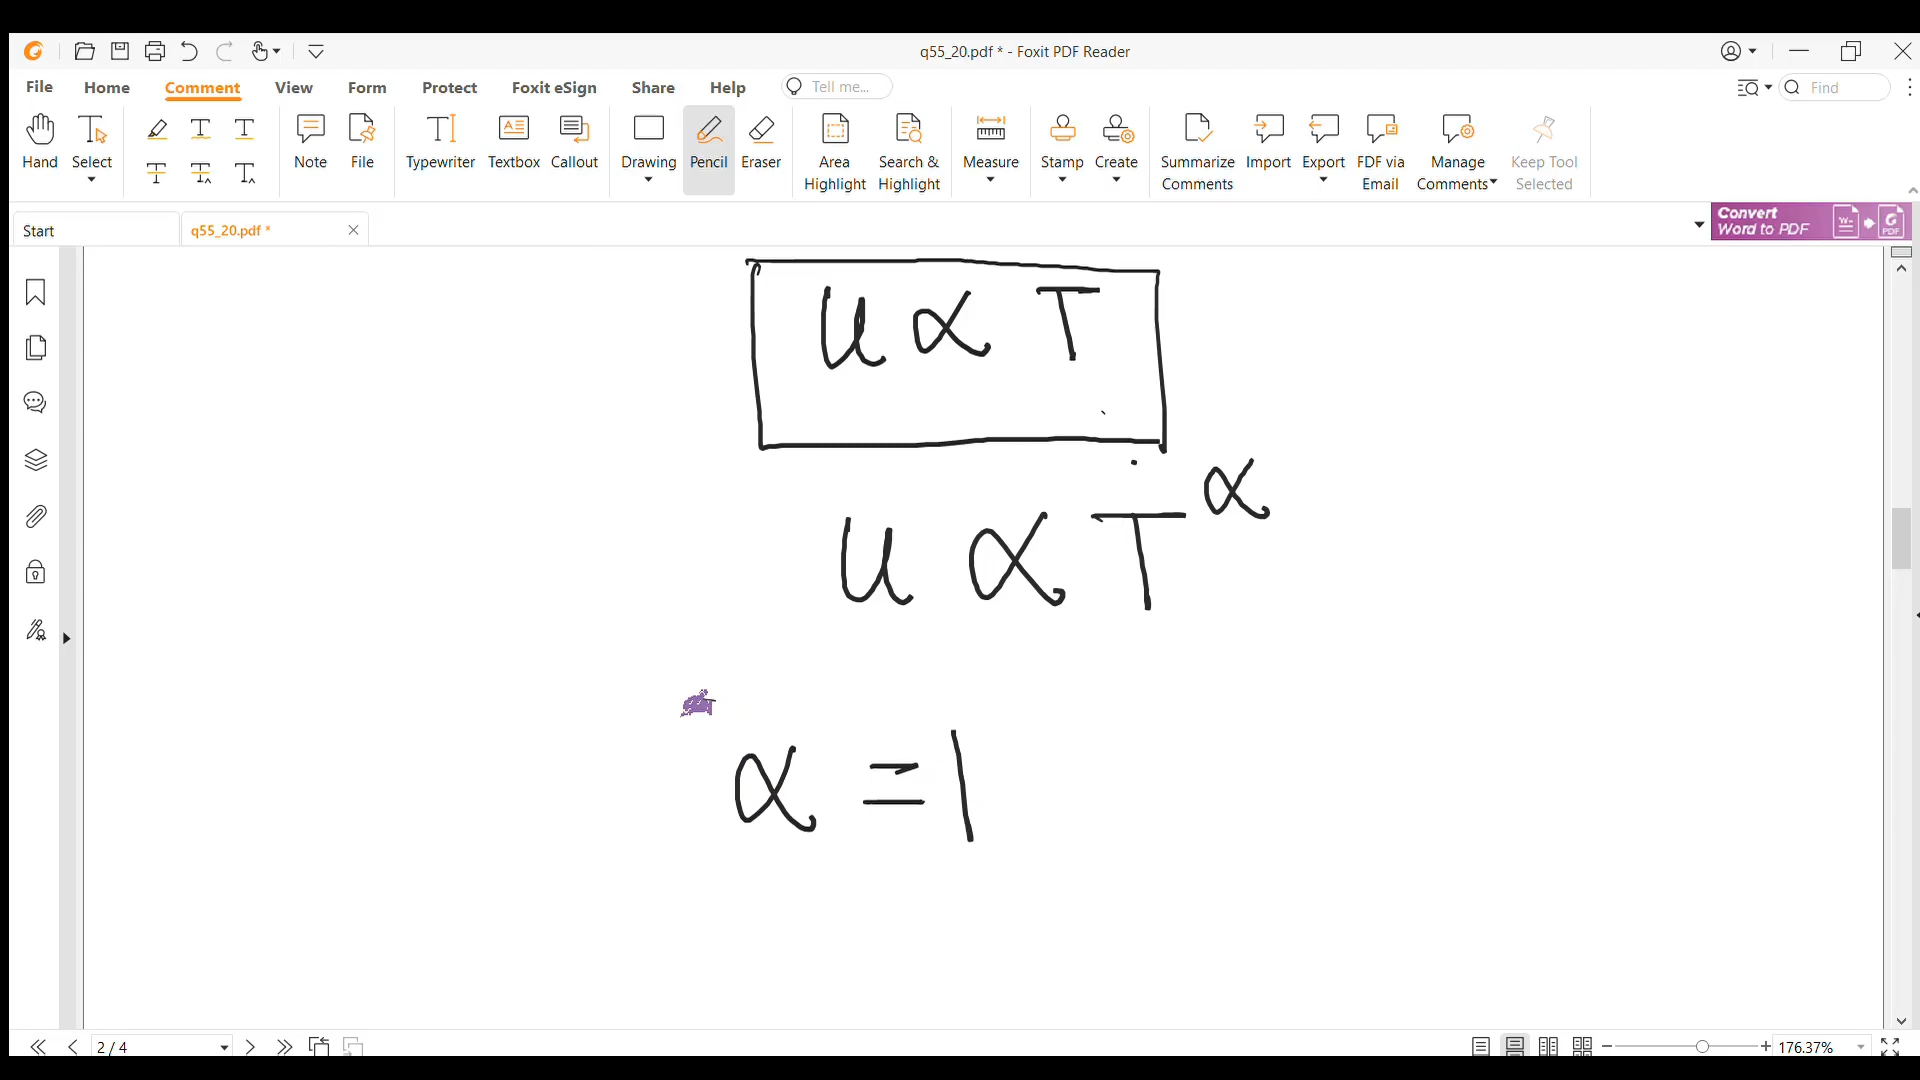 q55_20.pdf * - Foxit PDF Reader
File Home Comment View Form Protect Foxit eSign Share Help Tell me... Find
Hand Select Note File Typewriter Textbox Callout Drawing Pencil Eraser Area Highlight Search & Highlight Measure Stamp Create Summarize Comments Import Export FDF via Email Manage Comments Keep Tool Selected
Start q55_20.pdf * Convert Word to PDF
u ∝ T
u ∝ T^α
α = 1
2 / 4 176.37%